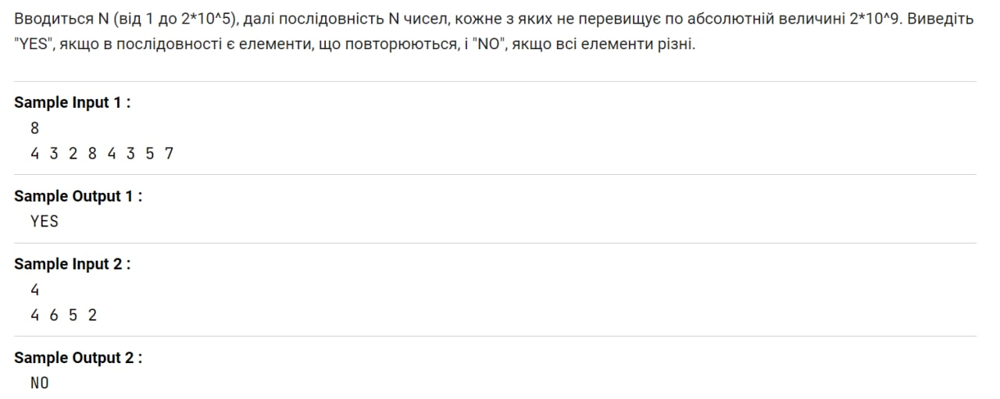 Вводиться N (від 1 до 2*10^5), далі послідовність N чисел, кожне з яких не перевищує по абсолютній величині 2*10^9. Виведіть
"YES", якщо в послідовності є елементи, що повторюються, і "NO", якщо всі елементи різні.
Sample Input 1 :
8
4 3 2 8 4 3 5 7
Sample Output 1 :
YES
Sample Input 2 :
4
4 6 5 2
Sample Output 2 :
NO